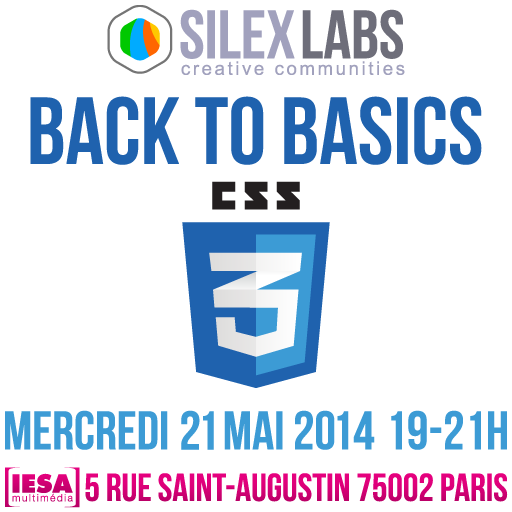 SILEX LABS
creative communities
BACK TO BASICS
CSS
3
MERCREDI 21 MAI 2014 19-21H
[IESA] multimédia 5 RUE SAINT-AUGUSTIN 75002 PARIS